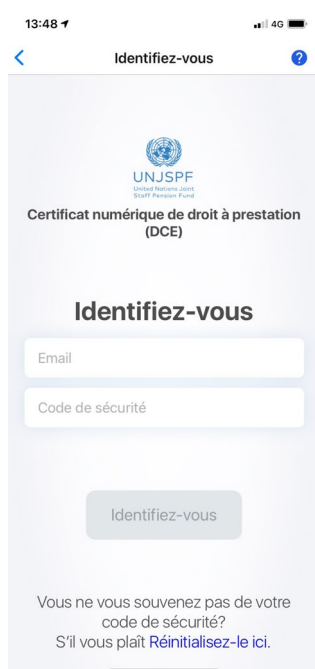 13:48
4G
Identifiez-vous
?
UNJSPF
United Nations Joint
Staff Pension Fund
Certificat numérique de droit à prestation
(DCE)
Identifiez-vous
Email
Code de sécurité
Identifiez-vous
Vous ne vous souvenez pas de votre
code de sécurité?
S'il vous plaît Réinitialisez-le ici.